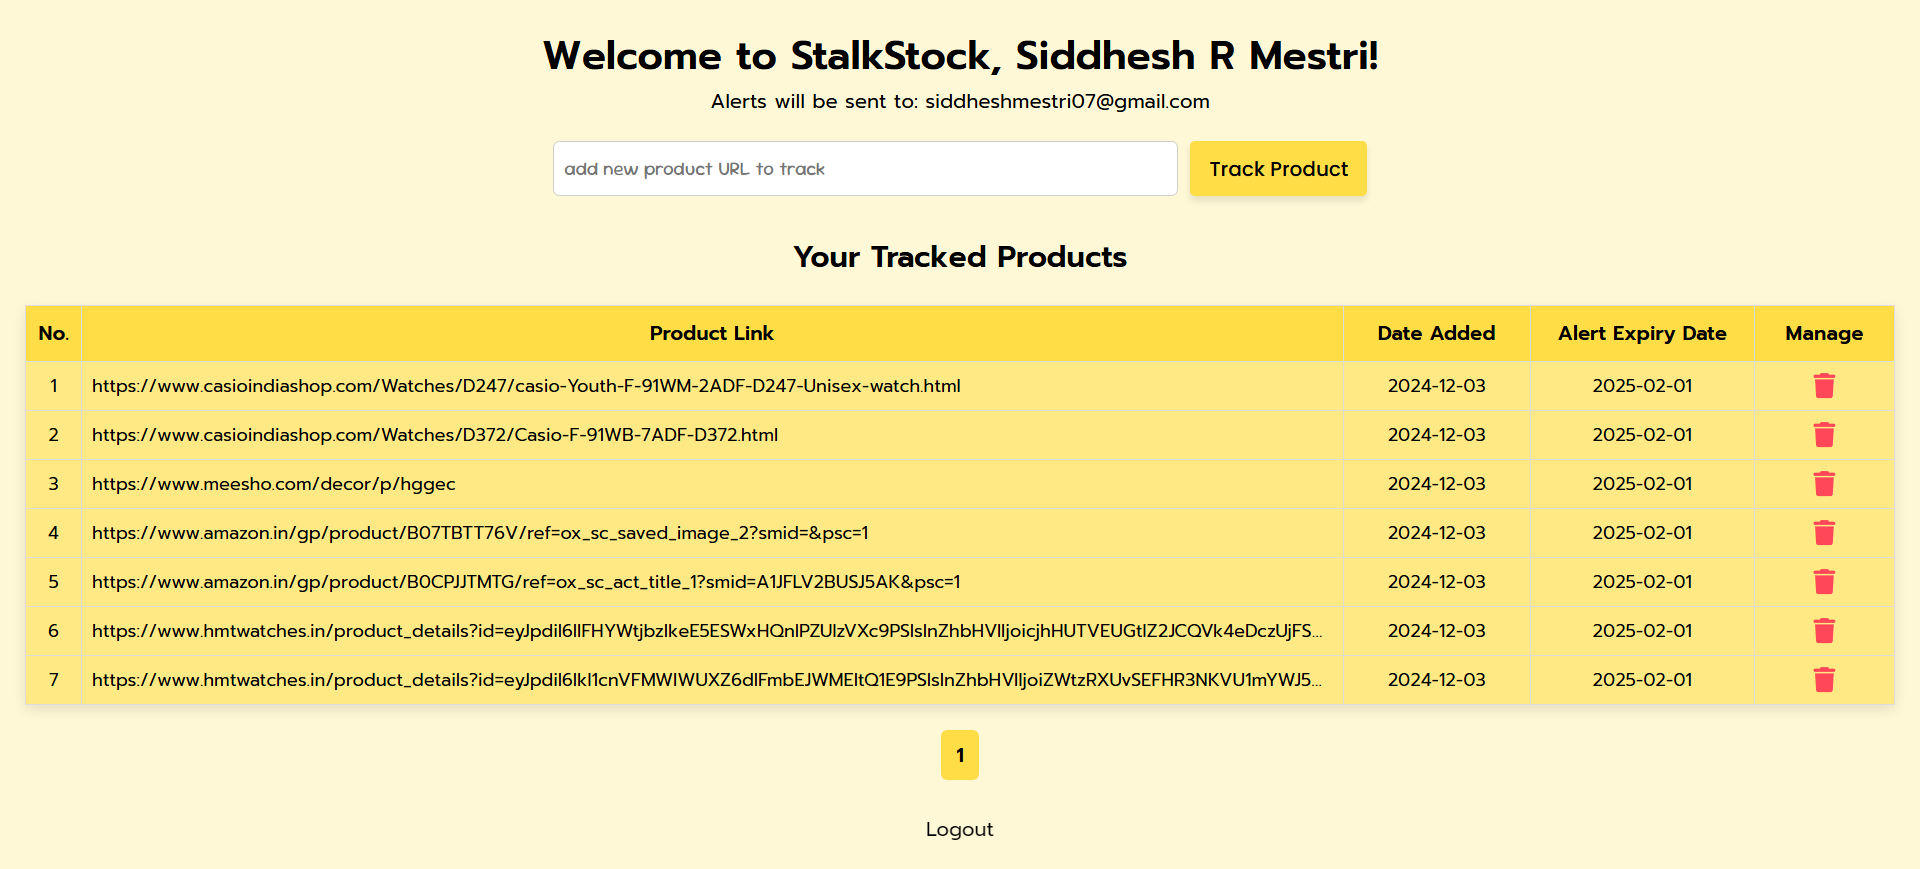 Welcome to StalkStock, Siddhesh R Mestri!
Alerts will be sent to: siddheshmestri07@gmail.com
add new product URL to track
Track Product
Your Tracked Products
No. Product Link Date Added Alert Expiry Date Manage
1 https://www.casioindiashop.com/Watches/D247/casio-Youth-F-91WM-2ADF-D247-Unisex-watch.html 2024-12-03 2025-02-01
2 https://www.casioindiashop.com/Watches/D372/Casio-F-91WB-7ADF-D372.html 2024-12-03 2025-02-01
3 https://www.meesho.com/decor/p/hggec 2024-12-03 2025-02-01
4 https://www.amazon.in/gp/product/B07TBTT76V/ref=ox_sc_saved_image_2?smid=&psc=1 2024-12-03 2025-02-01
5 https://www.amazon.in/gp/product/B0CPJJTMTG/ref=ox_sc_act_title_1?smid=A1JFLV2BUSJ5AK&psc=1 2024-12-03 2025-02-01
6 https://www.hmtwatches.in/product_details?id=eyJpdiI6IlFHYWtjbzlkeE5ESWxHQnlPZUIzVXc9PSIsInZhbHVlIjoicjhHUTVEUGtlZ2JCQVk4eDczUjFS... 2024-12-03 2025-02-01
7 https://www.hmtwatches.in/product_details?id=eyJpdiI6IkI1cnVFMWlWUXZ6dlFmbEJWMEltQ1E9PSIsInZhbHVlIjoiZWtzRXUvSEFHR3NKVU1mYWJ5... 2024-12-03 2025-02-01
1
Logout